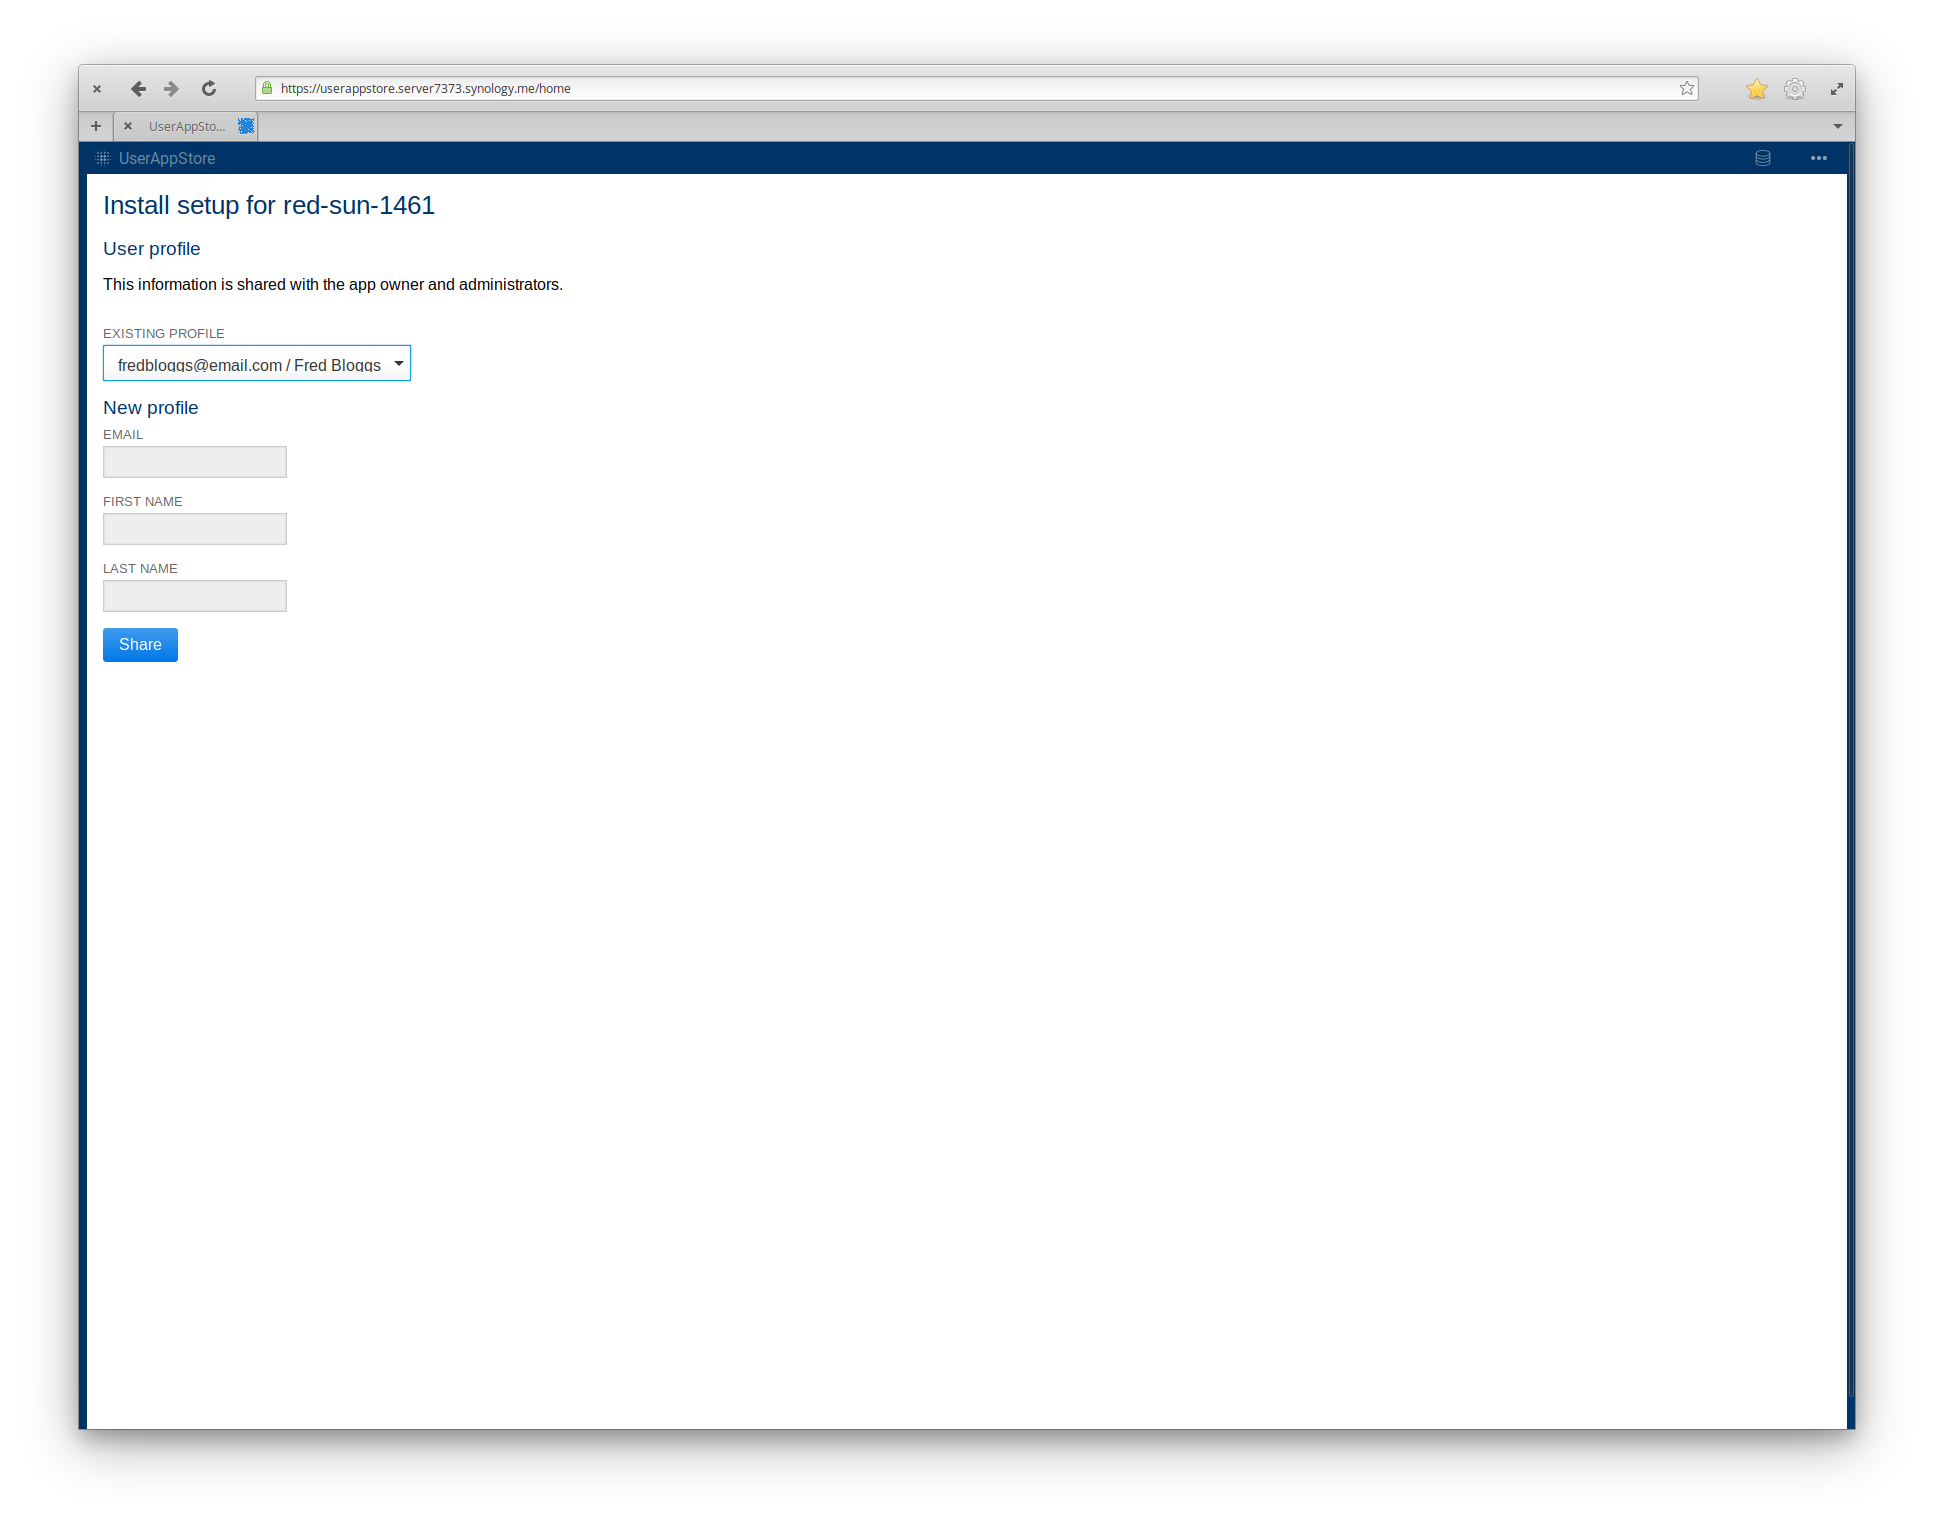 https://userappstore.server7373.synology.me/home
UserAppSto...
UserAppStore
Install setup for red-sun-1461
User profile
This information is shared with the app owner and administrators.
EXISTING PROFILE
fredbloggs@email.com / Fred Bloggs
New profile
EMAIL
FIRST NAME
LAST NAME
Share